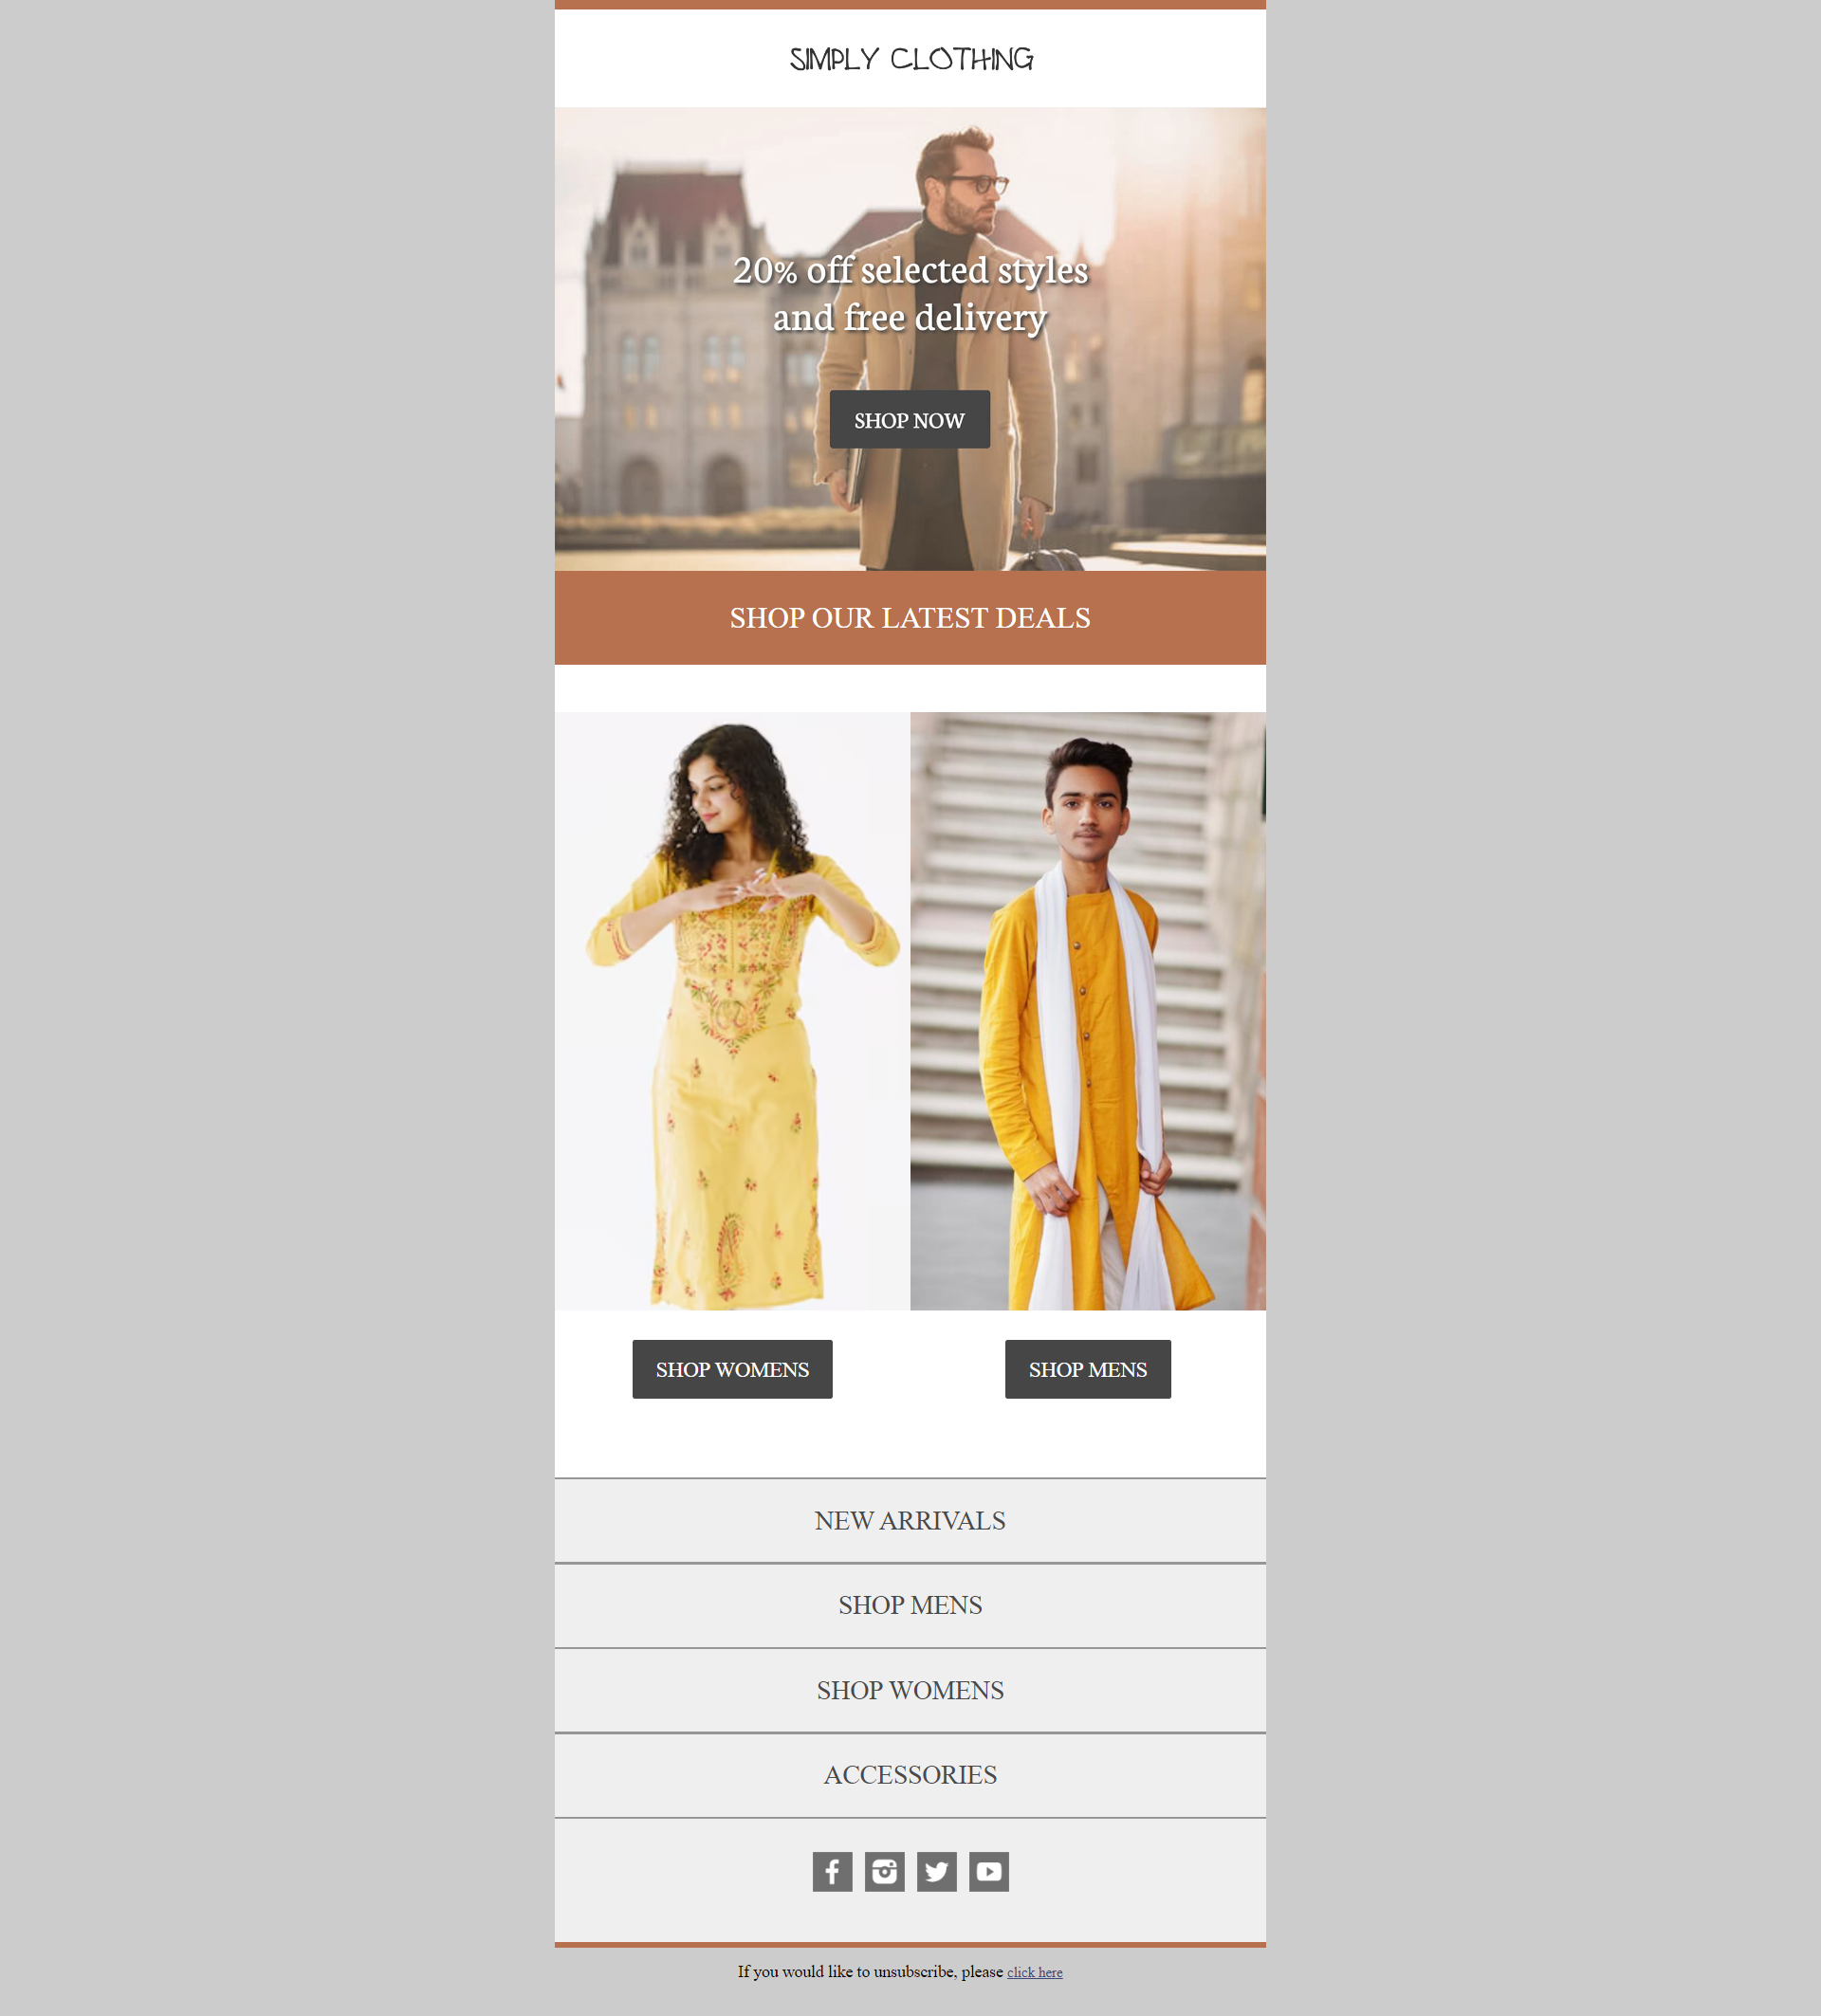 SIMPLY CLOTHING
20% off selected styles
and free delivery
SHOP NOW
SHOP OUR LATEST DEALS
SHOP WOMENS
SHOP MENS
NEW ARRIVALS
SHOP MENS
SHOP WOMENS
ACCESSORIES
If you would like to unsubscribe, please click here